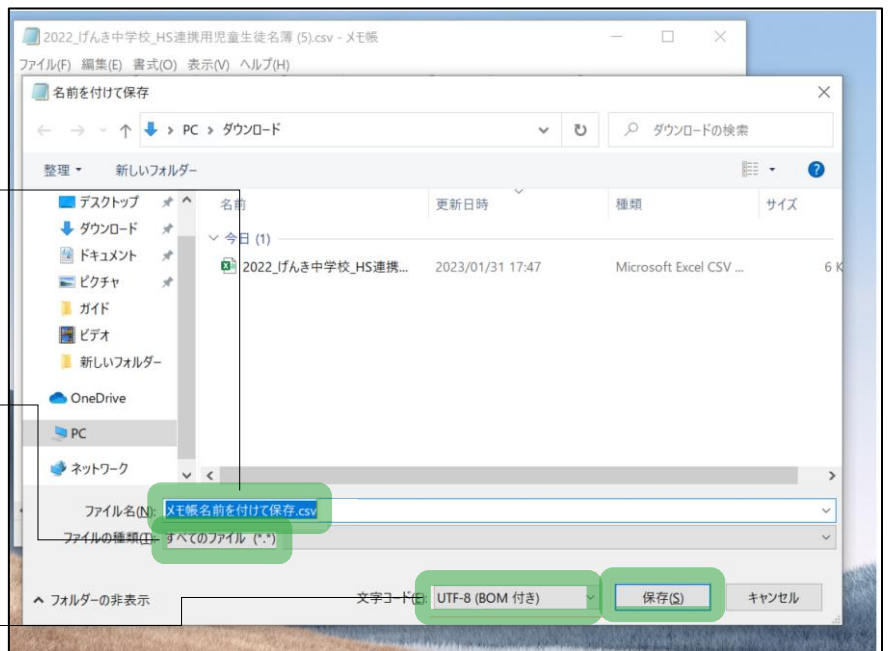 2022_げんき中学校_HS連携用児童生徒名簿 (5).csv - メモ帳
ファイル(F) 編集(E) 書式(O) 表示(V) ヘルプ(H)
名前を付けて保存
PC > ダウンロード
ダウンロードの検索
整理 新しいフォルダー
デスクトップ
ダウンロード
ドキュメント
ピクチャ
ガイド
ビデオ
新しいフォルダー
OneDrive
PC
ネットワーク
名前 更新日時 種類 サイズ
今日 (1)
2022_げんき中学校_HS連携... 2023/01/31 17:47 Microsoft Excel CSV ... 6 K
ファイル名(N): メモ帳名前を付けて保存.csv
ファイルの種類(T): すべてのファイル (*.*)
フォルダーの非表示
文字コード(E): UTF-8 (BOM 付き) 保存(S) キャンセル